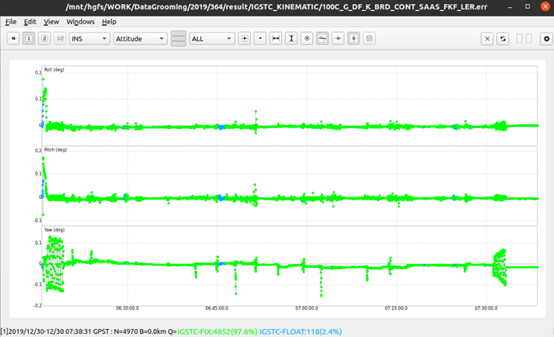 /mnt/hgfs/WORK/DataGrooming/2019/364/result/IGSTC_KINEMATIC/100C_G_DF_K_BRD_CONT_SAAS_FKF_LER.err
File Edit View Windows Help
INS Attitude ALL
Roll (deg)
0.2
0.1
0
Pitch (deg)
0.2
0.1
0
-0.1
Yaw (deg)
0.1
0
-0.1
-0.2
06:30:00.0 06:45:00.0 07:00:00.0 07:15:00.0 07:30:00.0
[1]2019/12/30-12/30 07:38:31 GPST : N=4970 B=0.0km Q=IGSTC-FIX:4852(97.6%) IGSTC-FLOAT:118(2.4%)